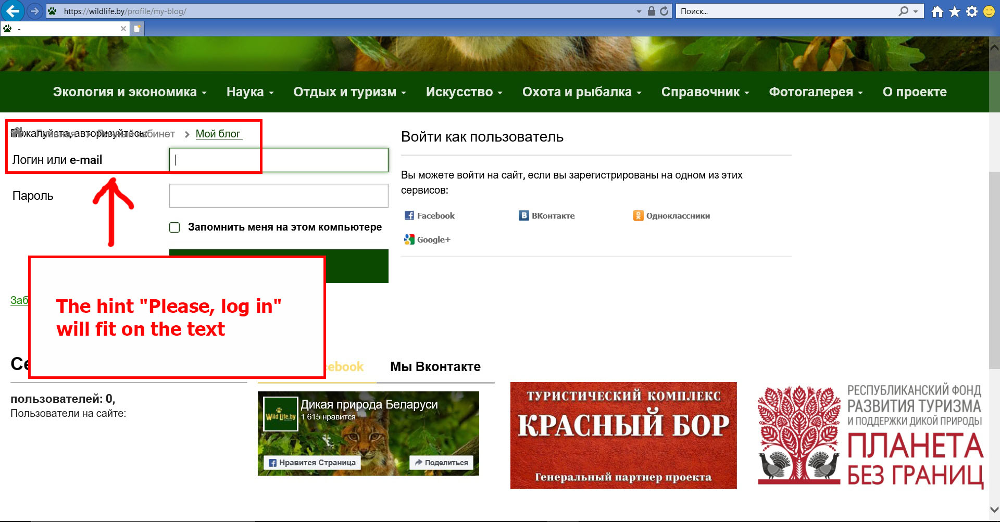 https://wildlife.by/profile/my-blog/
Поиск...
-
Экология и экономика
Наука
Отдых и туризм
Искусство
Охота и рыбалка
Справочник
Фотогалерея
О проекте
Пожалуйста, авторизуйтесь:
Главная
Личный кабинет
Мой блог
Логин или e-mail
Пароль
Запомнить меня на этом компьютере
Заб
Войти как пользователь
Вы можете войти на сайт, если вы зарегистрированы на одном из этих
сервисов:
Facebook
ВКонтакте
Одноклассники
Google+
The hint "Please, log in"
will fit on the text
Се
cebook
Мы Вконтакте
пользователей: 0,
Пользователи на сайте:
Wild Life.by
Дикая природа Беларуси
1 615 нравится
Нравится Страница
Поделиться
ТУРИСТИЧЕСКИЙ КОМПЛЕКС
КРАСНЫЙ БОР
Генеральный партнер проекта
РЕСПУБЛИКАНСКИЙ ФОНД
РАЗВИТИЯ ТУРИЗМА
И ПОДДЕРЖКИ ДИКОЙ ПРИРОДЫ
ПЛАНЕТА
БЕЗ ГРАНИЦ